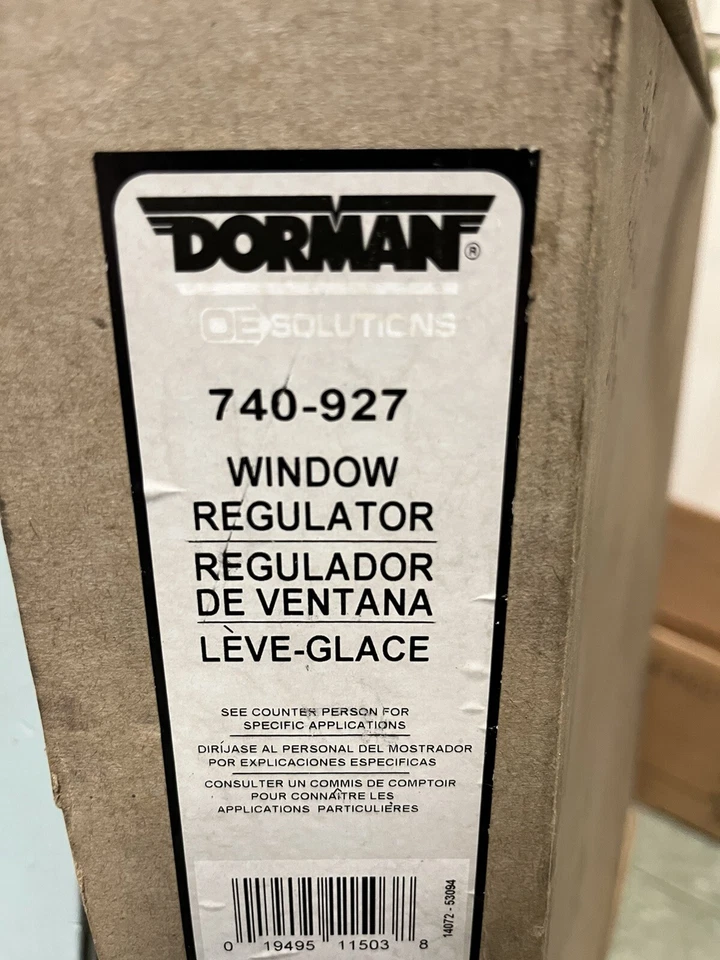 DORMAN®
OE SOLUTIONS
740-927
WINDOW
REGULATOR
REGULADOR
DE VENTANA
LÈVE-GLACE
SEE COUNTER PERSON FOR
SPECIFIC APPLICATIONS
DIRÍJASE AL PERSONAL DEL MOSTRADOR
POR EXPLICACIONES ESPECIFICAS
CONSULTER UN COMMIS DE COMPTOIR
POUR CONNAÎTRE LES
APPLICATIONS PARTICULIÈRES
0 19495 11503 8
14072 - 53094